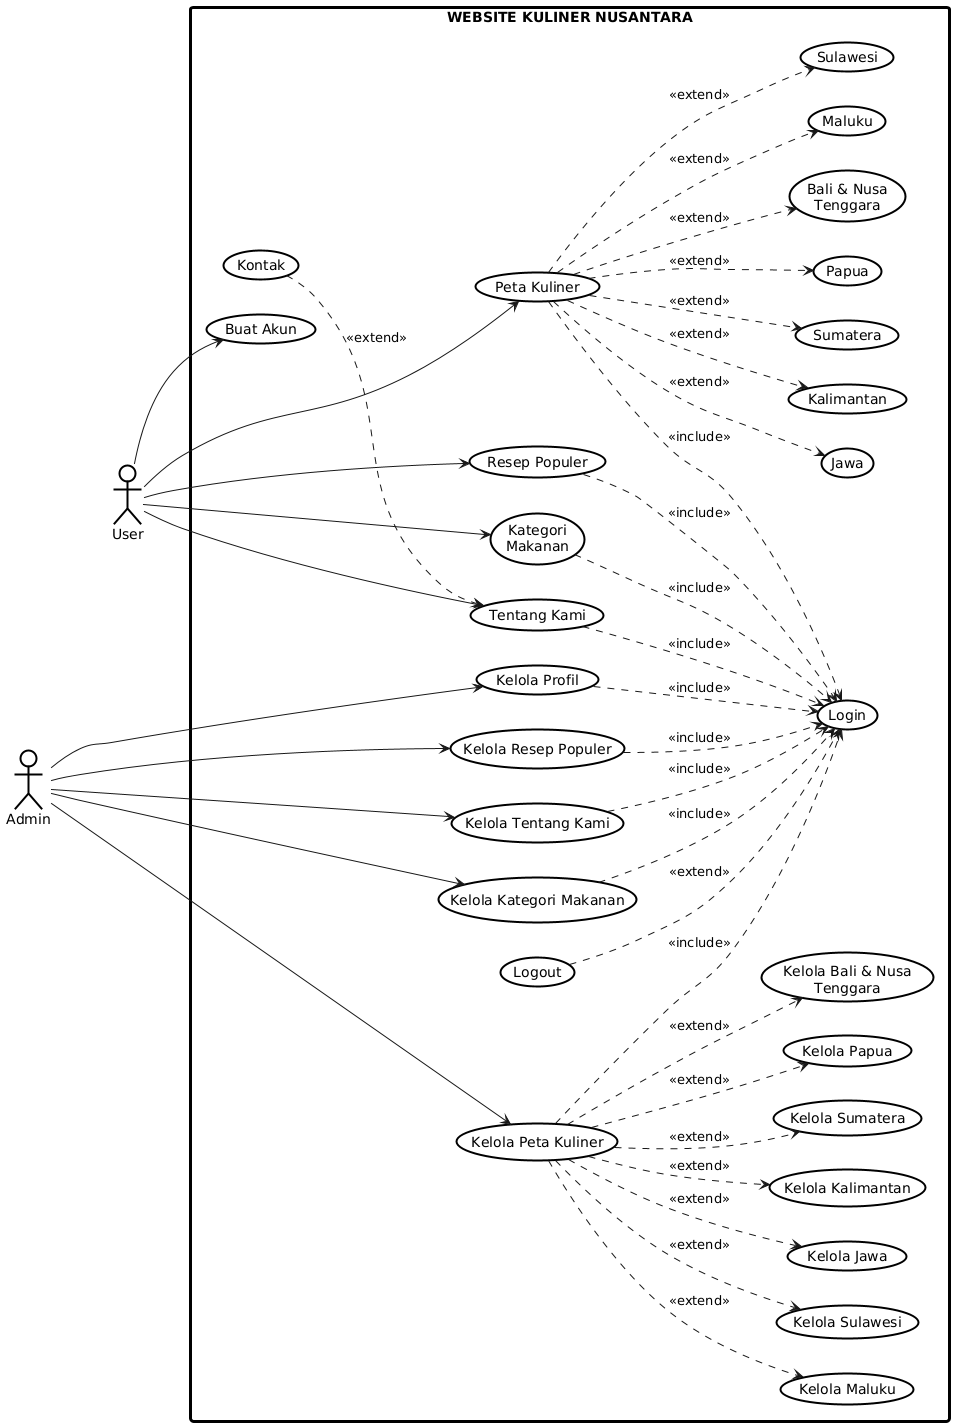 WEBSITE KULINER NUSANTARA
Sulawesi
«extend»
Maluku
«extend»
Bali & Nusa
Tenggara
«extend»
Kontak
«extend»
Papua
Peta Kuliner
«extend»
Buat Akun
«extend»
«extend»
Sumatera
«extend»
Kalimantan
«include»
Resep Populer
Jawa
«include»
User
Kategori
Makanan
«include»
Tentang Kami
«include»
Kelola Profil
«include»
Login
Kelola Resep Populer
«include»
«include»
Admin
Kelola Tentang Kami
«include»
«extend»
Kelola Kategori Makanan
«include»
Logout
Kelola Bali & Nusa
Tenggara
«extend»
Kelola Papua
«extend»
Kelola Sumatera
«extend»
Kelola Peta Kuliner
«extend»
Kelola Kalimantan
«extend»
«extend»
Kelola Jawa
«extend»
Kelola Sulawesi
Kelola Maluku